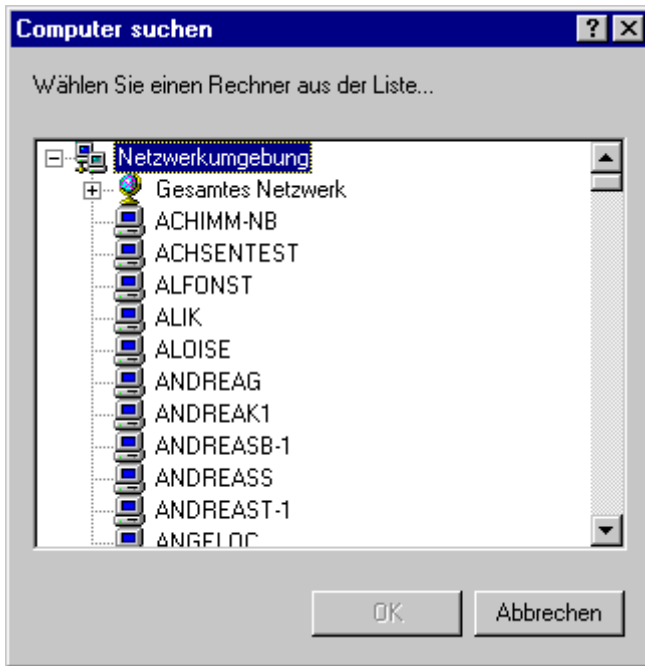 Computer suchen
Wählen Sie einen Rechner aus der Liste...
Netzwerkumgebung
Gesamtes Netzwerk
ACHIMM-NB
ACHSENTEST
ALFONST
ALIK
ALOISE
ANDREAG
ANDREAK1
ANDREASB-1
ANDREASS
ANDREAST-1
ANGELOC
OK Abbrechen